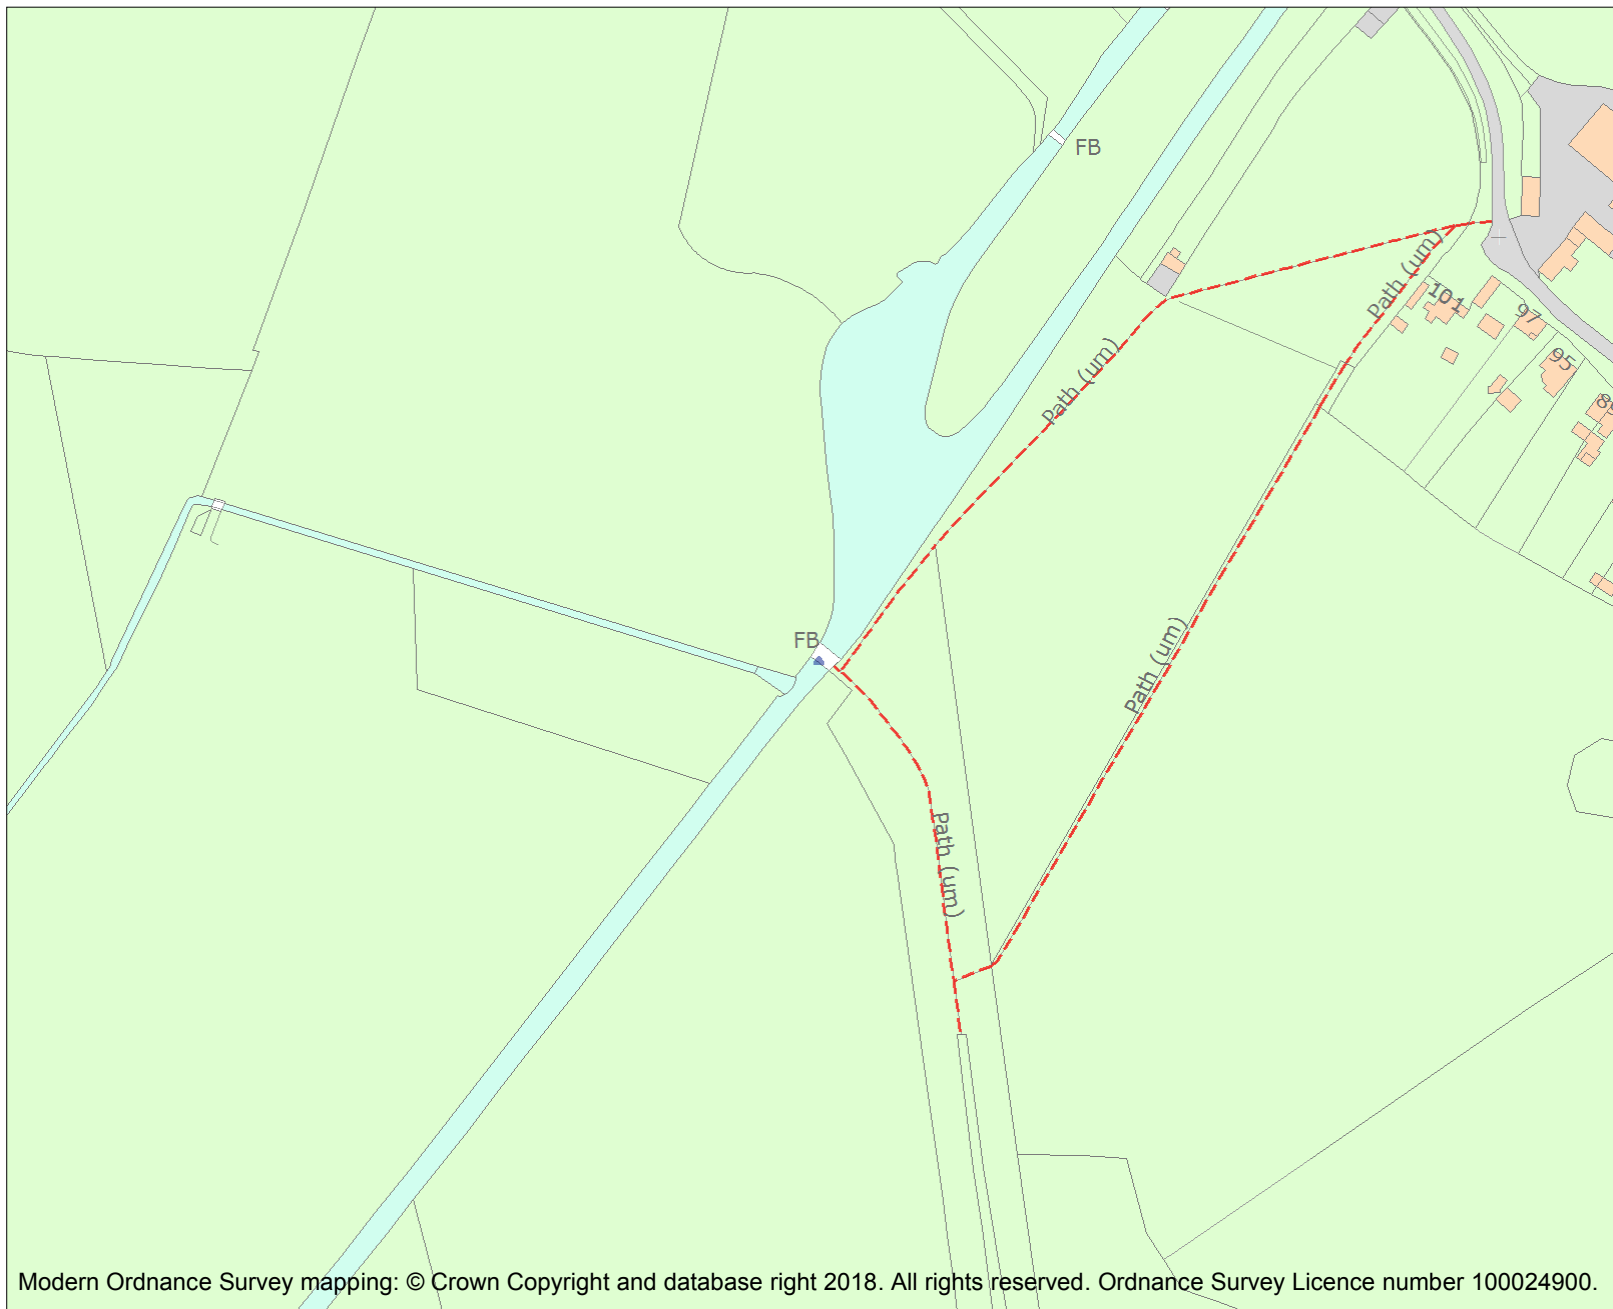 FB
Path (um)
101
97
Path (um)
95
FB
Path (um)
Path (um)
Modern Ordnance Survey mapping: © Crown Copyright and database right 2018. All rights reserved. Ordnance Survey Licence number 100024900.